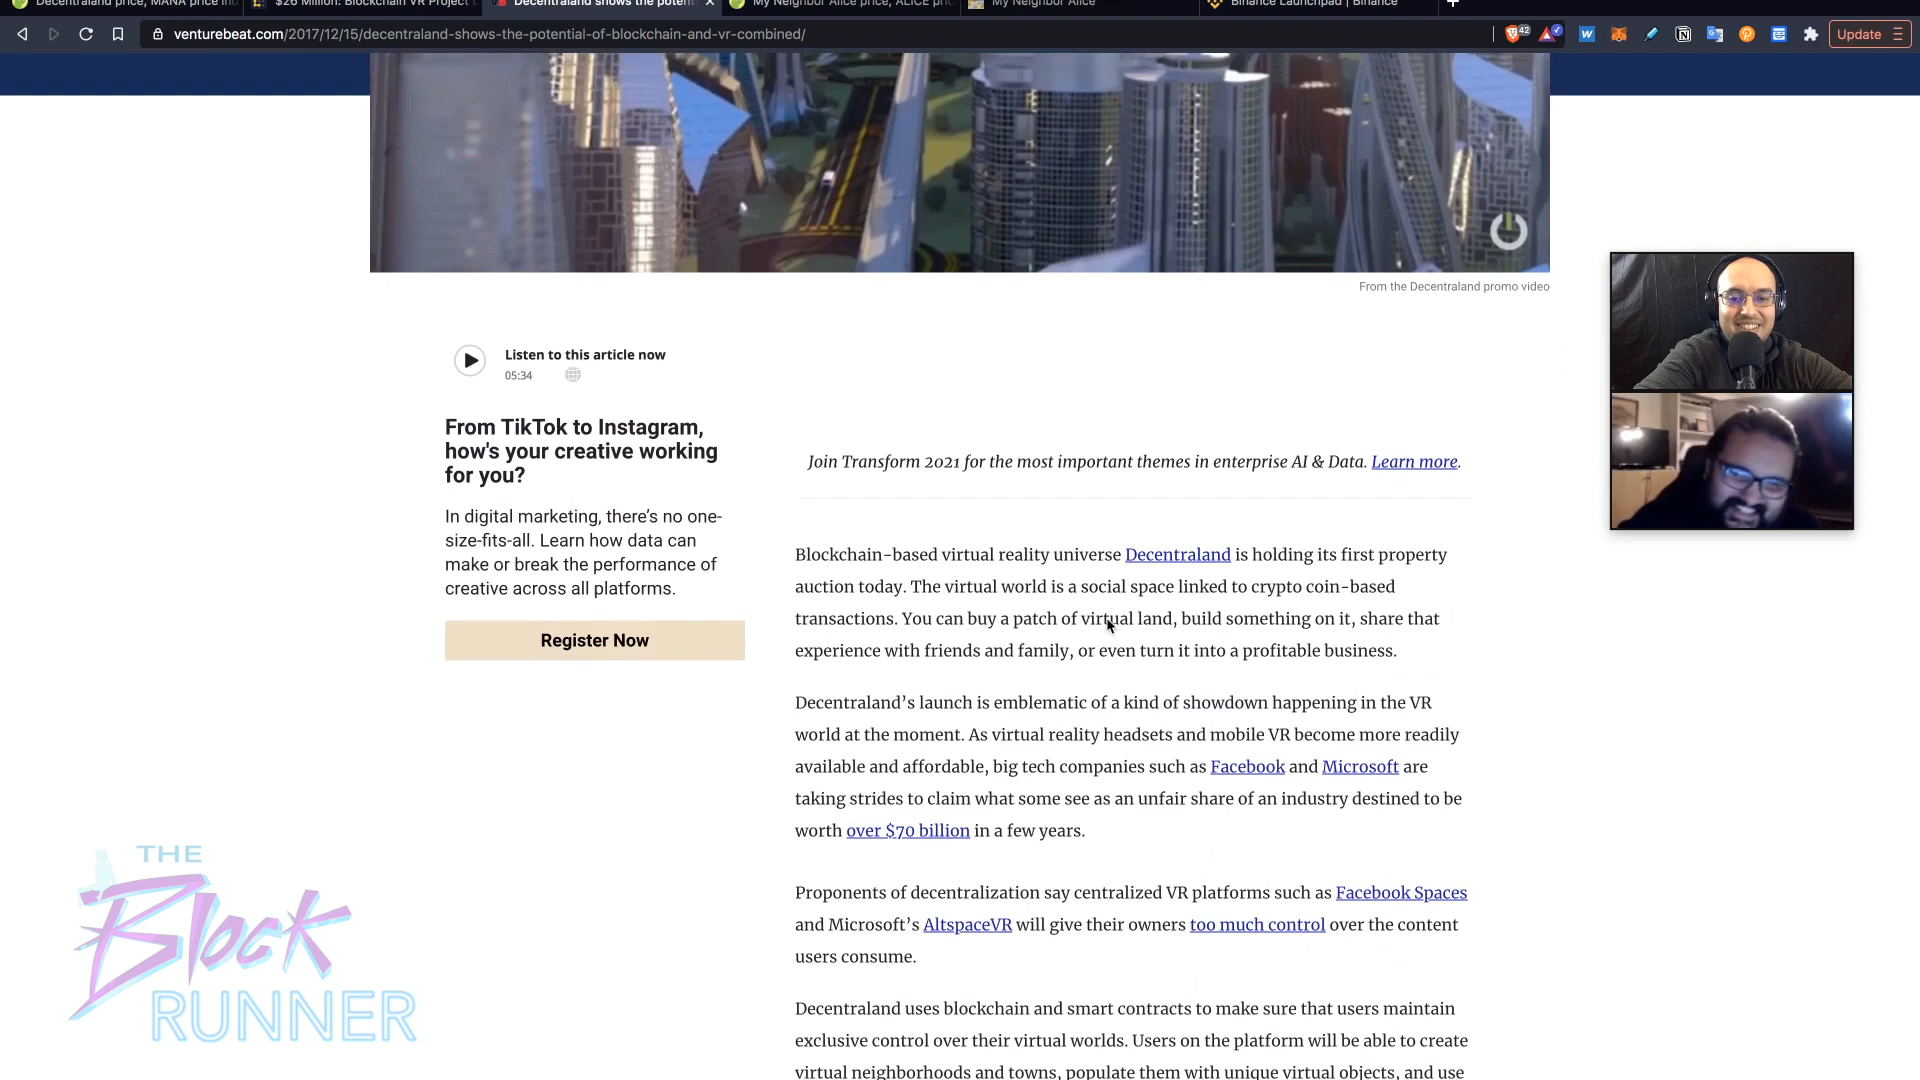 Decentraland price, MANA price in
$26 Million: Blockchain VR Project
Decentraland shows the potent
My Neighbor Alice price, ALICE pric
My Neighbor Alice
Binance Launchpad | Binance
venturebeat.com/2017/12/15/decentraland-shows-the-potential-of-blockchain-and-vr-combined/
42
Update
From the Decentraland promo video
Listen to this article now
05:34
From TikTok to Instagram,
how's your creative working
for you?
In digital marketing, there's no one-
size-fits-all. Learn how data can
make or break the performance of
creative across all platforms.
Register Now
Join Transform 2021 for the most important themes in enterprise AI & Data. Learn more.
Blockchain-based virtual reality universe Decentraland is holding its first property
auction today. The virtual world is a social space linked to crypto coin-based
transactions. You can buy a patch of virtual land, build something on it, share that
experience with friends and family, or even turn it into a profitable business.
Decentraland's launch is emblematic of a kind of showdown happening in the VR
world at the moment. As virtual reality headsets and mobile VR become more readily
available and affordable, big tech companies such as Facebook and Microsoft are
taking strides to claim what some see as an unfair share of an industry destined to be
worth over $70 billion in a few years.
Proponents of decentralization say centralized VR platforms such as Facebook Spaces
and Microsoft's AltspaceVR will give their owners too much control over the content
users consume.
Decentraland uses blockchain and smart contracts to make sure that users maintain
exclusive control over their virtual worlds. Users on the platform will be able to create
virtual neighborhoods and towns, populate them with unique virtual objects, and use
THE
Block
RUNNER